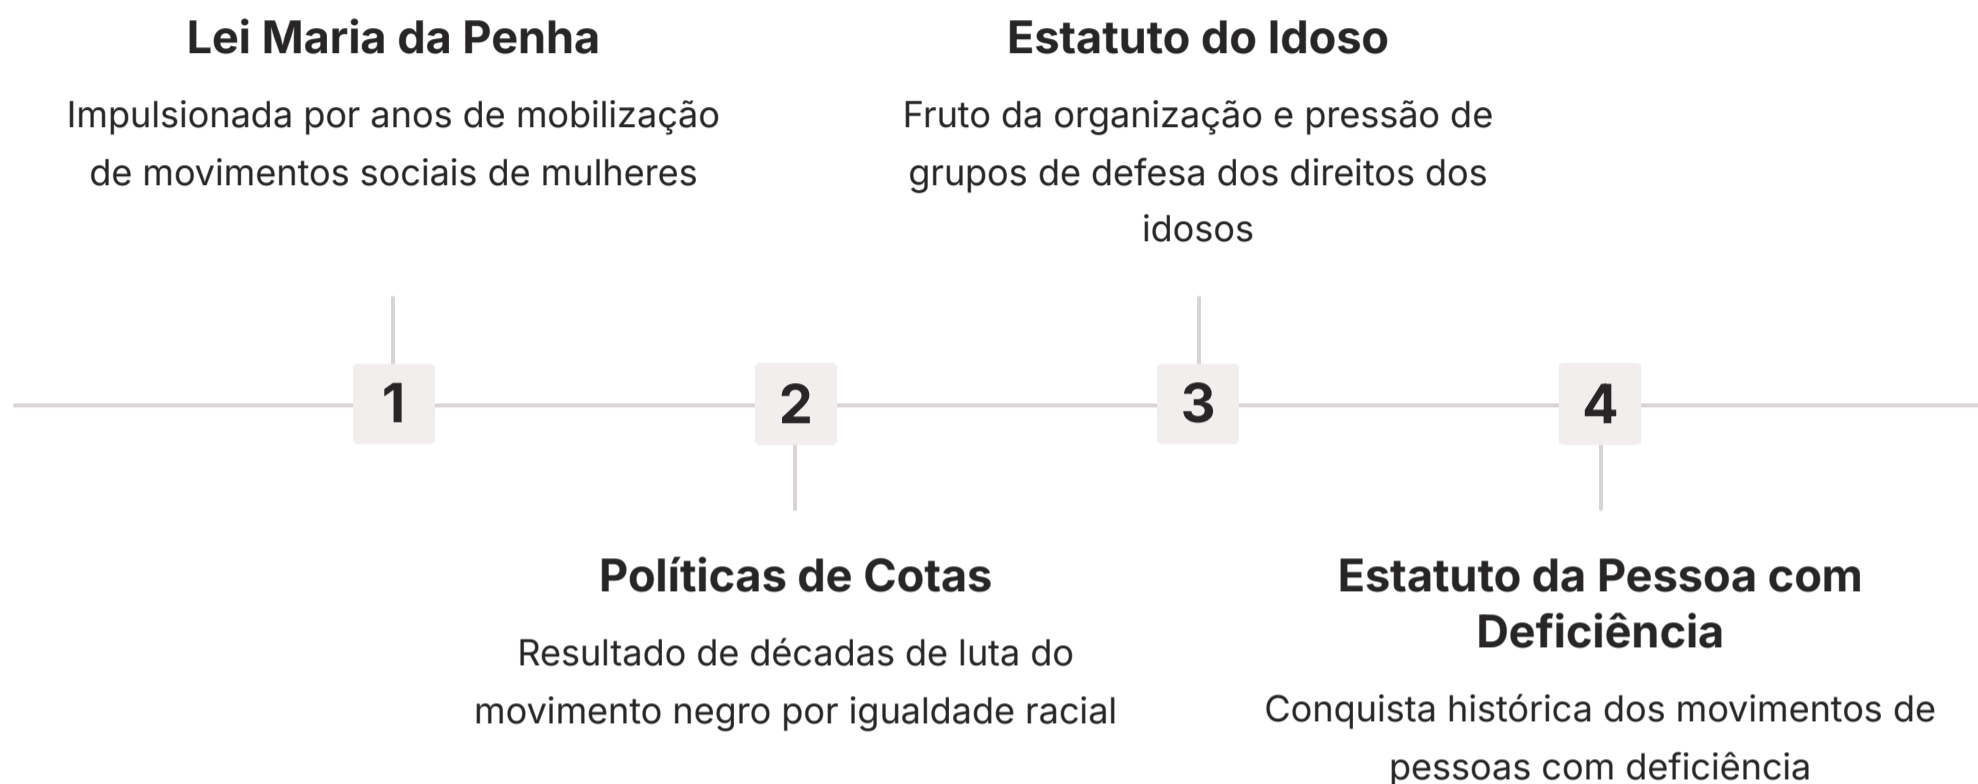 Lei Maria da Penha
Impulsionada por anos de mobilização
de movimentos sociais de mulheres
1
Políticas de Cotas
Resultado de décadas de luta do
movimento negro por igualdade racial
2
Estatuto do Idoso
Fruto da organização e pressão de
grupos de defesa dos direitos dos
idosos
3
Estatuto da Pessoa com
Deficiência
Conquista histórica dos movimentos de
pessoas com deficiência
4